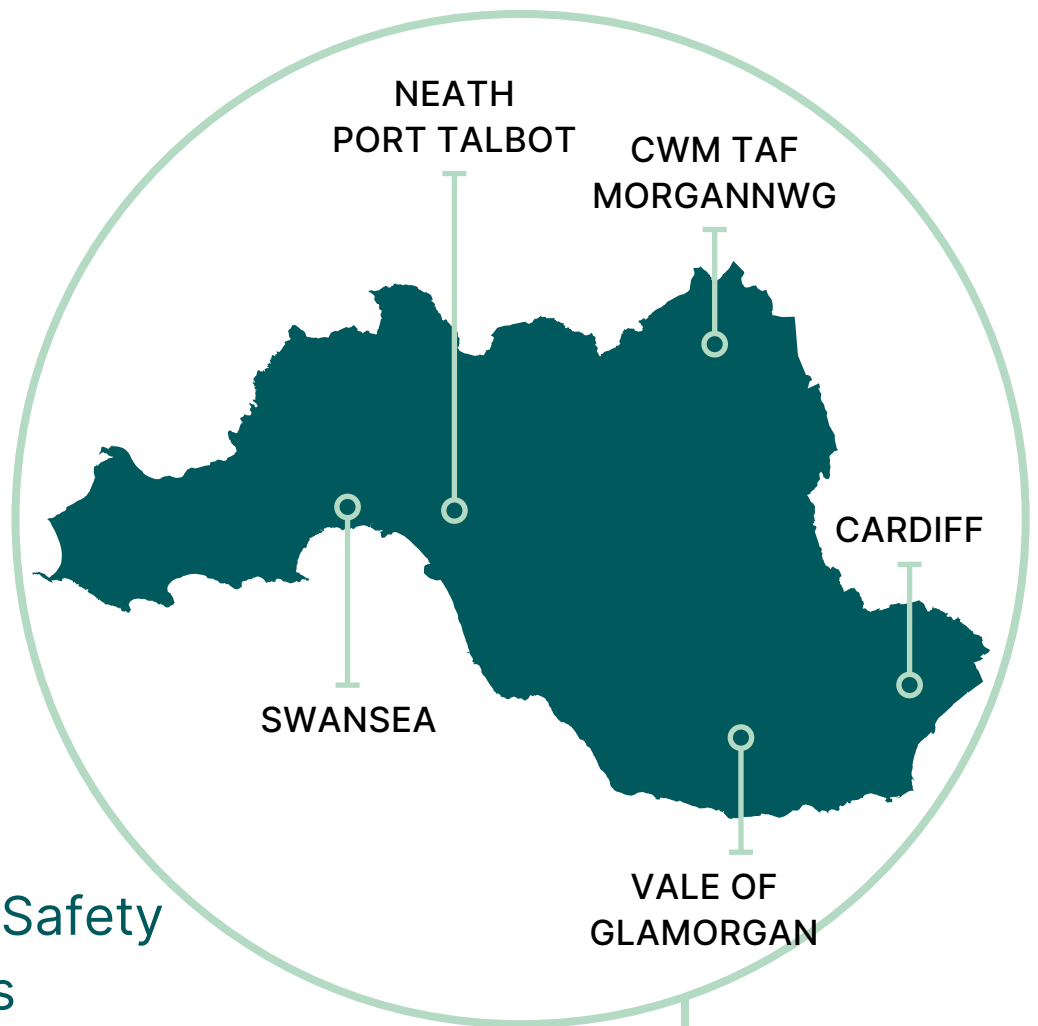 NEATH
PORT TALBOT
CWM TAF
MORGANNWG
CARDIFF
SWANSEA
VALE OF
GLAMORGAN
Safety
s